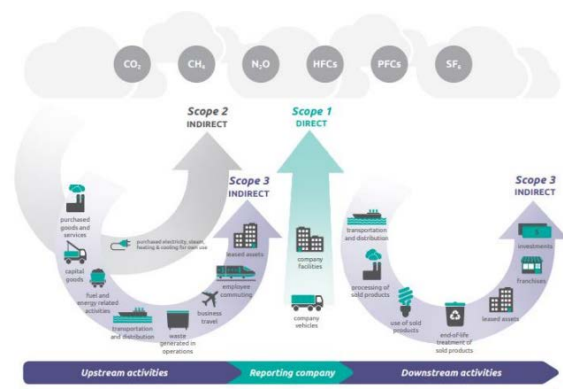 CO₂ CH₄ N₂O HFCs PFCs SF₆
Scope 2
INDIRECT
Scope 1
DIRECT
Scope 3
INDIRECT
Scope 3
INDIRECT
purchased
goods and
services
capital
goods
fuel and
energy related
activities
transportation
and distribution
waste
generated in
operations
business
travel
employee
commuting
leased assets
purchased electricity, steam,
heating & cooling for own use
company
facilities
company
vehicles
transportation
and distribution
processing of
sold products
use of sold
products
end-of-life
treatment of
sold products
leased assets
franchises
investments
Upstream activities
Reporting company
Downstream activities